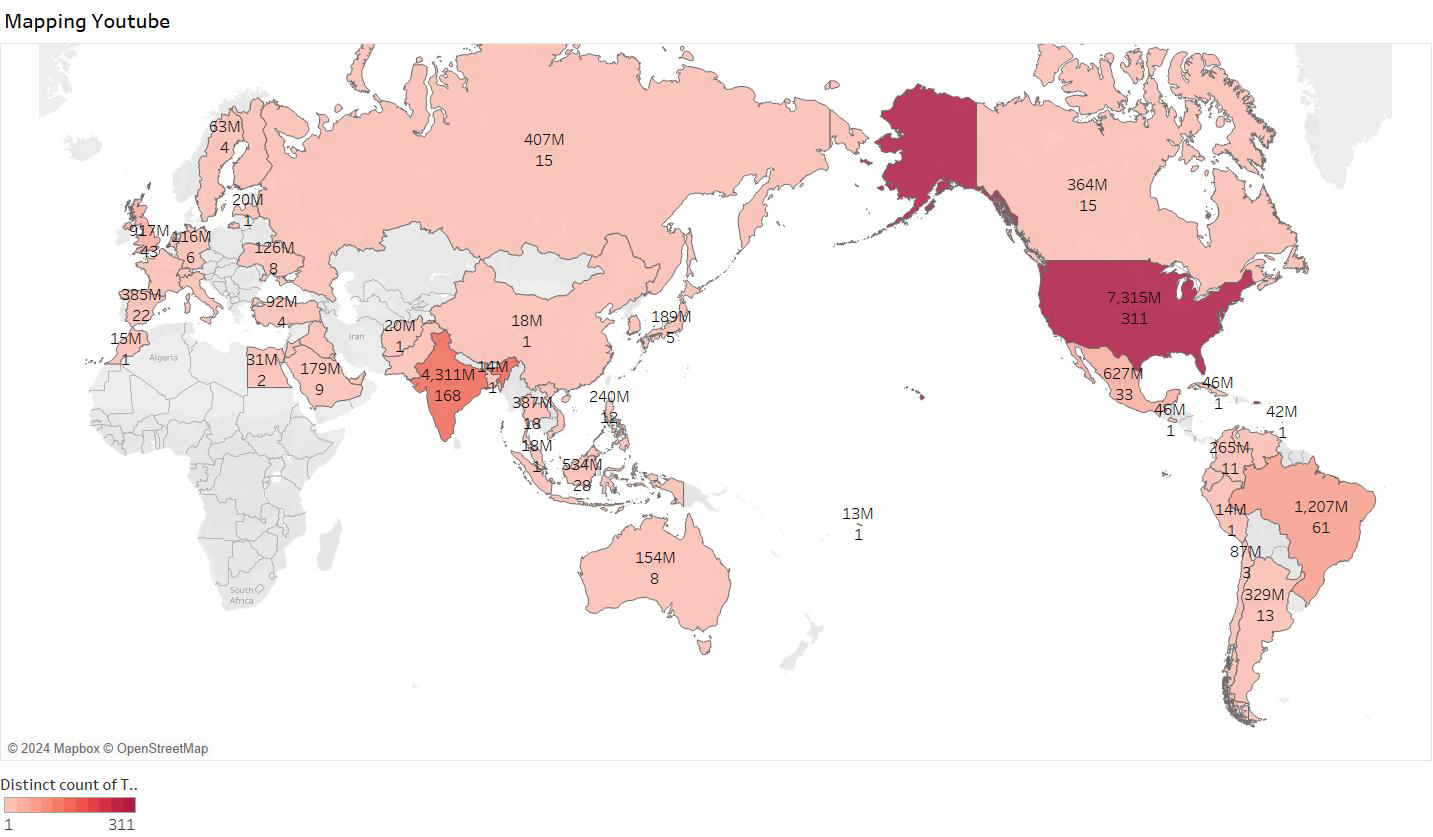 Mapping Youtube
63M
4
407M
15
364M
15
20M
1
917M
43
116M
6
126M
8
385M
22
92M
4
7,315M
311
15M
1
Algeria
Iran
20M
1
18M
1
189M
5
31M
2
179M
9
4,311M
168
14M
1
627M
33
46M
1
387M
18
240M
12
46M
1
42M
1
18M
1
534M
28
265M
11
13M
1
14M
1
1,207M
61
87M
3
154M
8
South
Africa
329M
13
© 2024 Mapbox © OpenStreetMap
Distinct count of T..
1
311